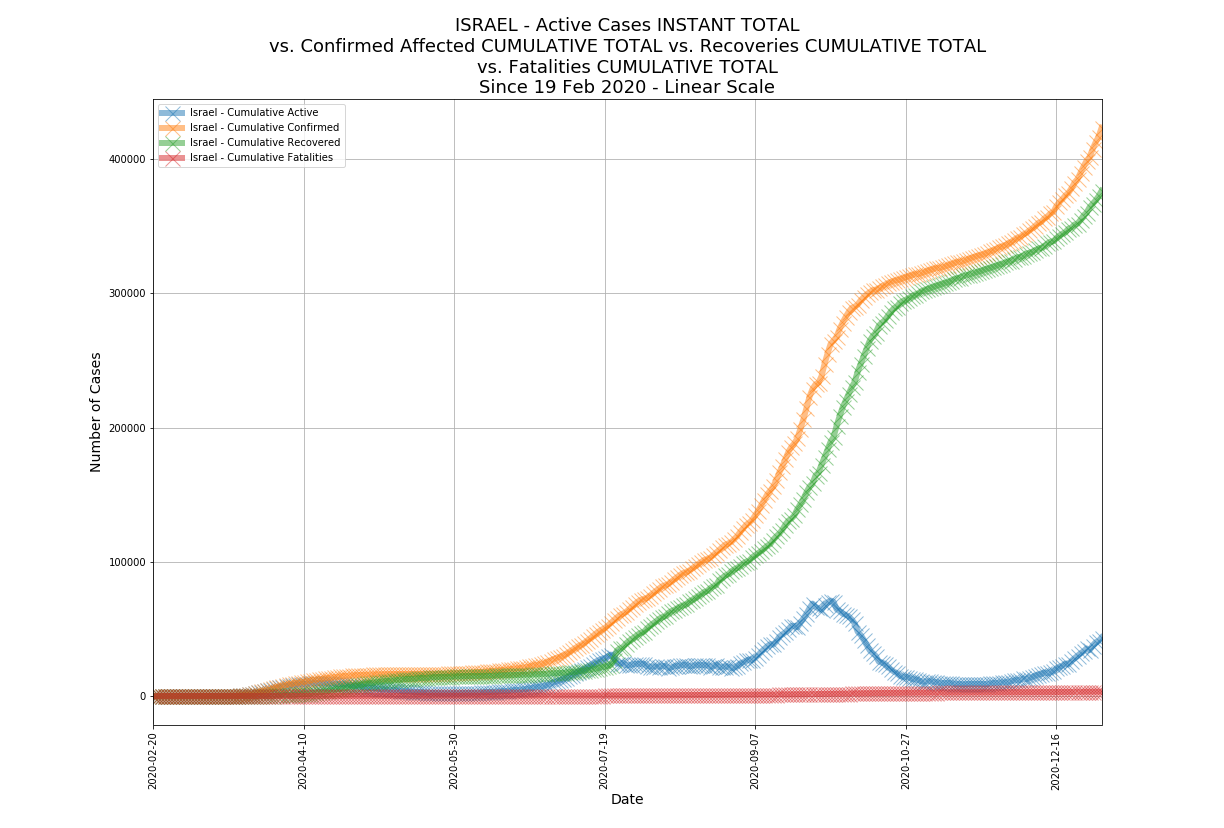 ISRAEL - Active Cases INSTANT TOTAL
vs. Confirmed Affected CUMULATIVE TOTAL vs. Recoveries CUMULATIVE TOTAL
vs. Fatalities CUMULATIVE TOTAL
Since 19 Feb 2020 - Linear Scale
Israel - Cumulative Active
Israel - Cumulative Confirmed
Israel - Cumulative Recovered
Israel - Cumulative Fatalities
Number of Cases
400000
300000
200000
100000
0
2020-02-20
2020-04-10
2020-05-30
2020-07-19
2020-09-07
2020-10-27
2020-12-16
Date